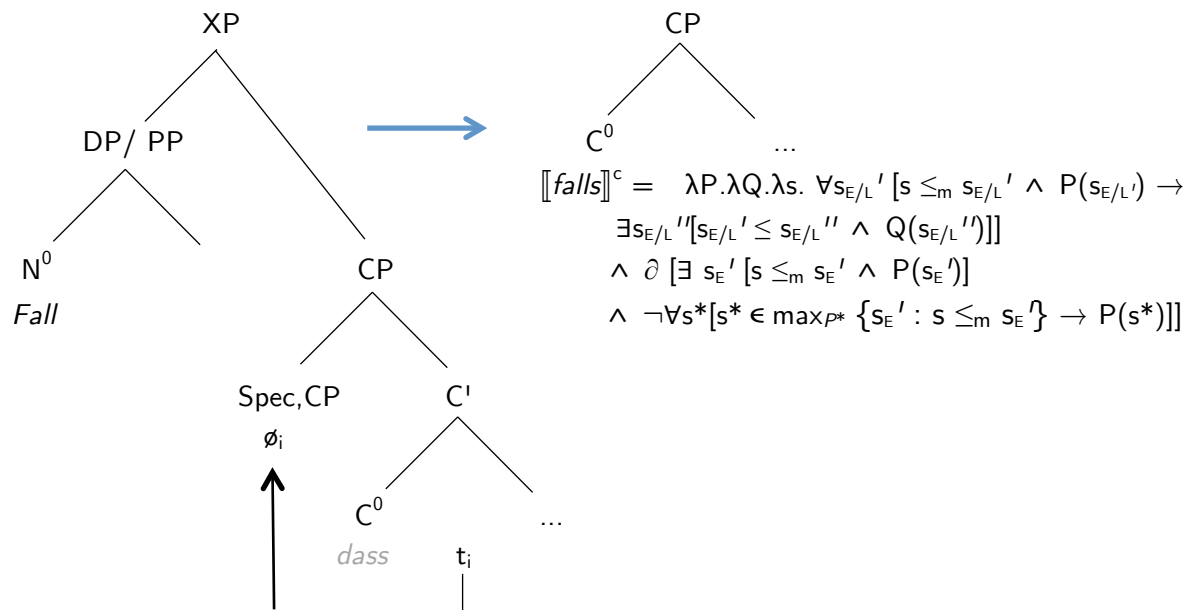 XP
CP
DP/ PP
C⁰
...
⟦falls⟧ᶜ = λP.λQ.λs. ∀s_E/L′ [s ≤ₘ s_E/L′ ∧ P(s_E/L′) →
∃s_E/L′′[s_E/L′ ≤ s_E/L′′ ∧ Q(s_E/L′′)]]
N⁰
CP
∧ ∂ [∃ s_E′ [s ≤ₘ s_E′ ∧ P(s_E′)]
Fall
∧ ¬∀s*[s* ∈ max_P* {s_E′ : s ≤ₘ s_E′} → P(s*)]]
Spec,CP
C'
øᵢ
C⁰
...
dass
tᵢ